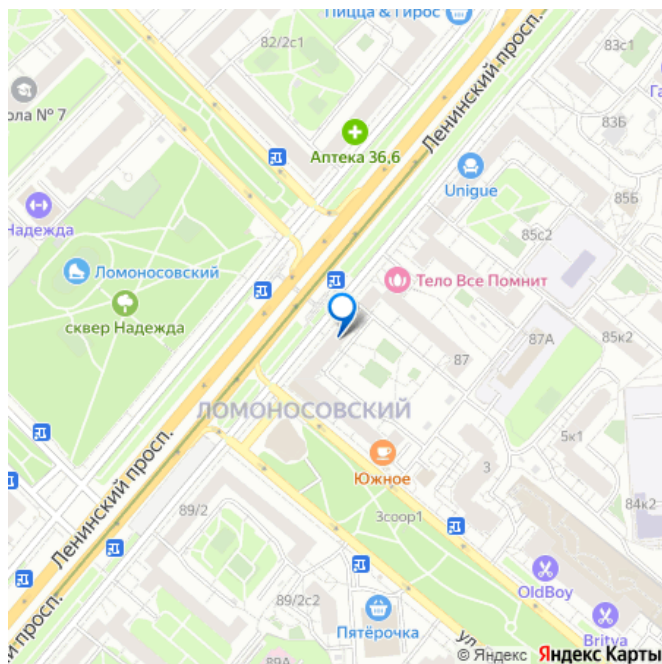 Пицца & Гирос
82/2с1
Ленинский просп.
83с1
ола № 7
Аптека 36,6
83Б
Unigue
85Б
Надежда
85с2
Ломоносовский
Тело Все Помнит
сквер Надежда
87А
85к2
87
ЛОМОНОСОВСКИЙ
5к1
Южное
3
Ленинский просп.
84к2
89/2
3соор1
OldBoy
89/2с2
Пятёрочка
ул
Britva
й просп.
89А
© Яндекс Яндекс Карты